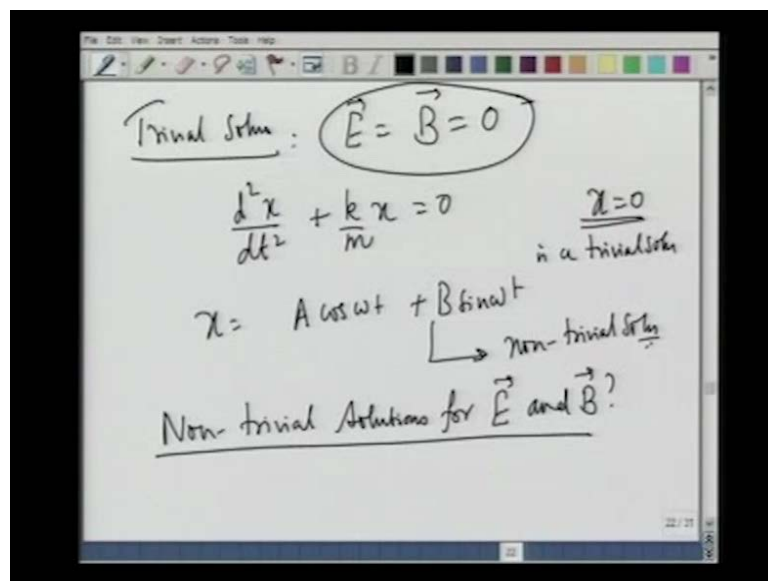 File Edit View Insert Actions Tools Help
B I
Trivial Soln : E⃗ = B⃗ = 0
d²x/dt² + k/m x = 0
x = 0
is a trivial soln
x = A cos ωt + B sin ωt
non-trivial soln
Non-trivial solutions for E⃗ and B⃗?
22 / 31
22